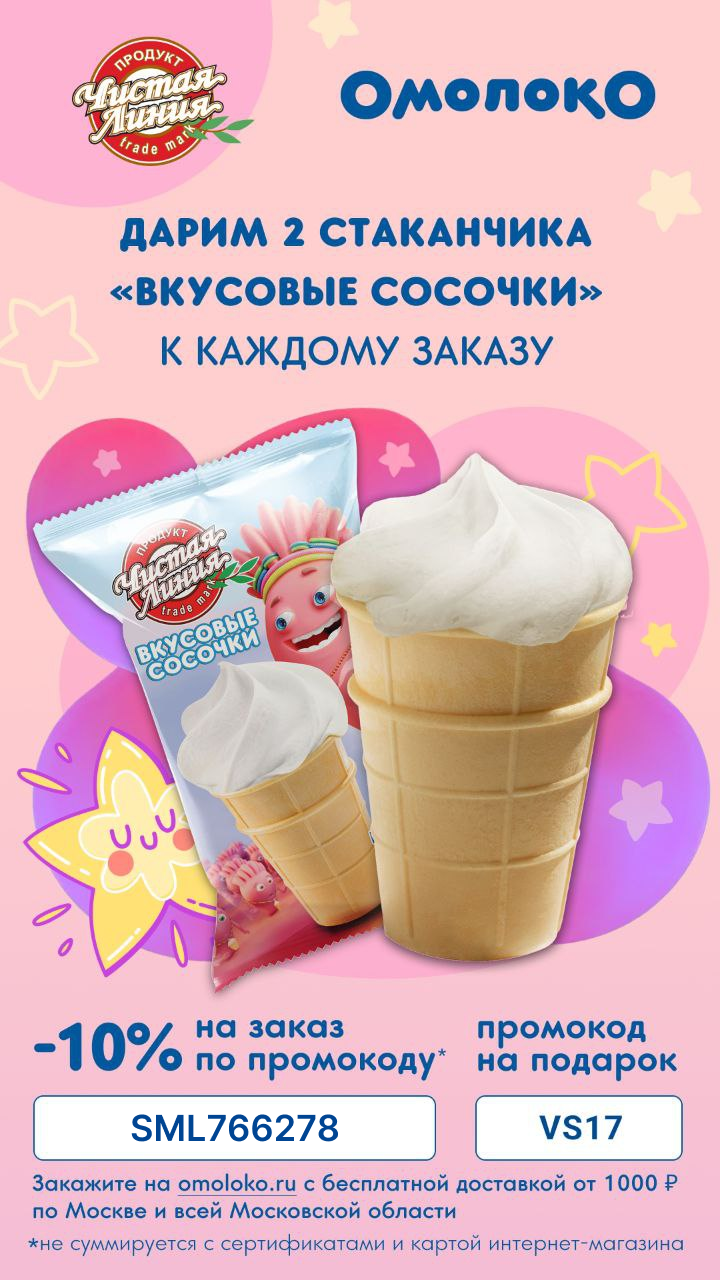 ПРОДУКТ
Чистая
Линия
trade mark
Омолоко
ДАРИМ 2 СТАКАНЧИКА
«ВКУСОВЫЕ СОСОЧКИ»
К КАЖДОМУ ЗАКАЗУ
ПРОДУКТ
Чистая
Линия
trade mark
ВКУСОВЫЕ
СОСОЧКИ
-10% на заказ
по промокоду*
промокод
на подарок
SML766278
VS17
Закажите на omoloko.ru с бесплатной доставкой от 1000 ₽
по Москве и всей Московской области
*не суммируется с сертификатами и картой интернет-магазина